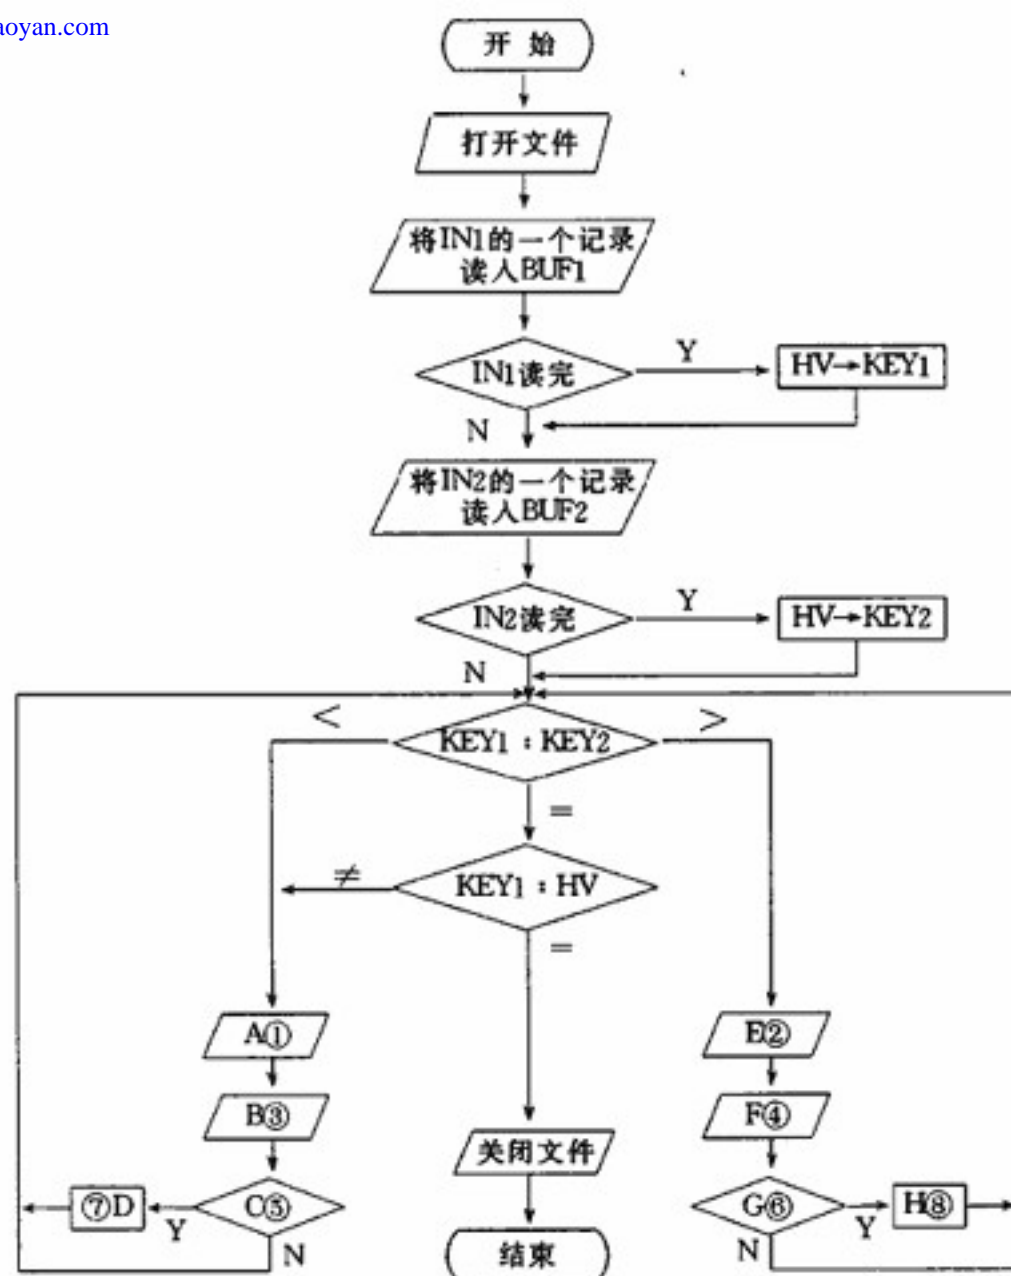 aoyan.com
开 始
打开文件
将IN1的一个记录
读入BUF1
IN1读完
Y
HV→KEY1
N
将IN2的一个记录
读入BUF2
IN2读完
Y
HV→KEY2
N
<
KEY1：KEY2
>
=
≠
KEY1：HV
=
A①
E②
B③
F④
关闭文件
⑦D
Y
C⑤
N
G⑥
Y
H⑧
N
结束